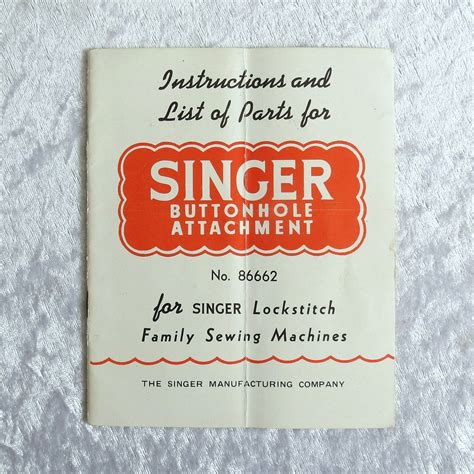 Instructions and
List of Parts for
SINGER
BUTTONHOLE
ATTACHMENT
No. 86662
for SINGER Lockstitch
Family Sewing Machines
THE SINGER MANUFACTURING COMPANY